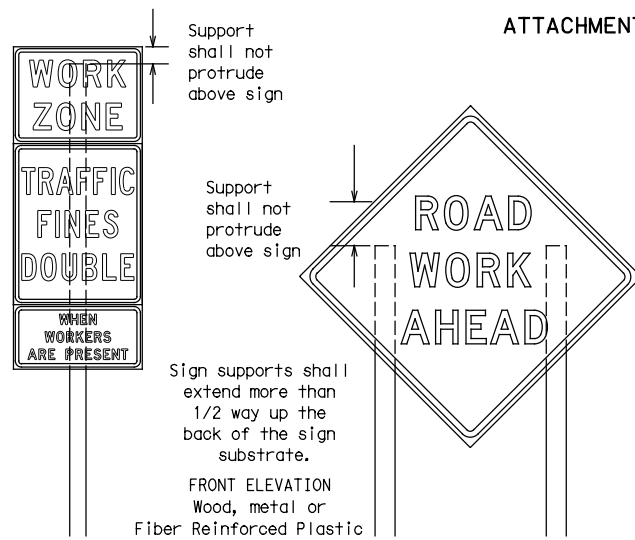 ATTACHMENT
Support
shall not
protrude
above sign
WORK
ZONE
TRAFFIC
FINES
DOUBLE
WHEN
WORKERS
ARE PRESENT
Support
shall not
protrude
above sign
ROAD
WORK
AHEAD
Sign supports shall
extend more than
1/2 way up the
back of the sign
substrate.
FRONT ELEVATION
Wood, metal or
Fiber Reinforced Plastic